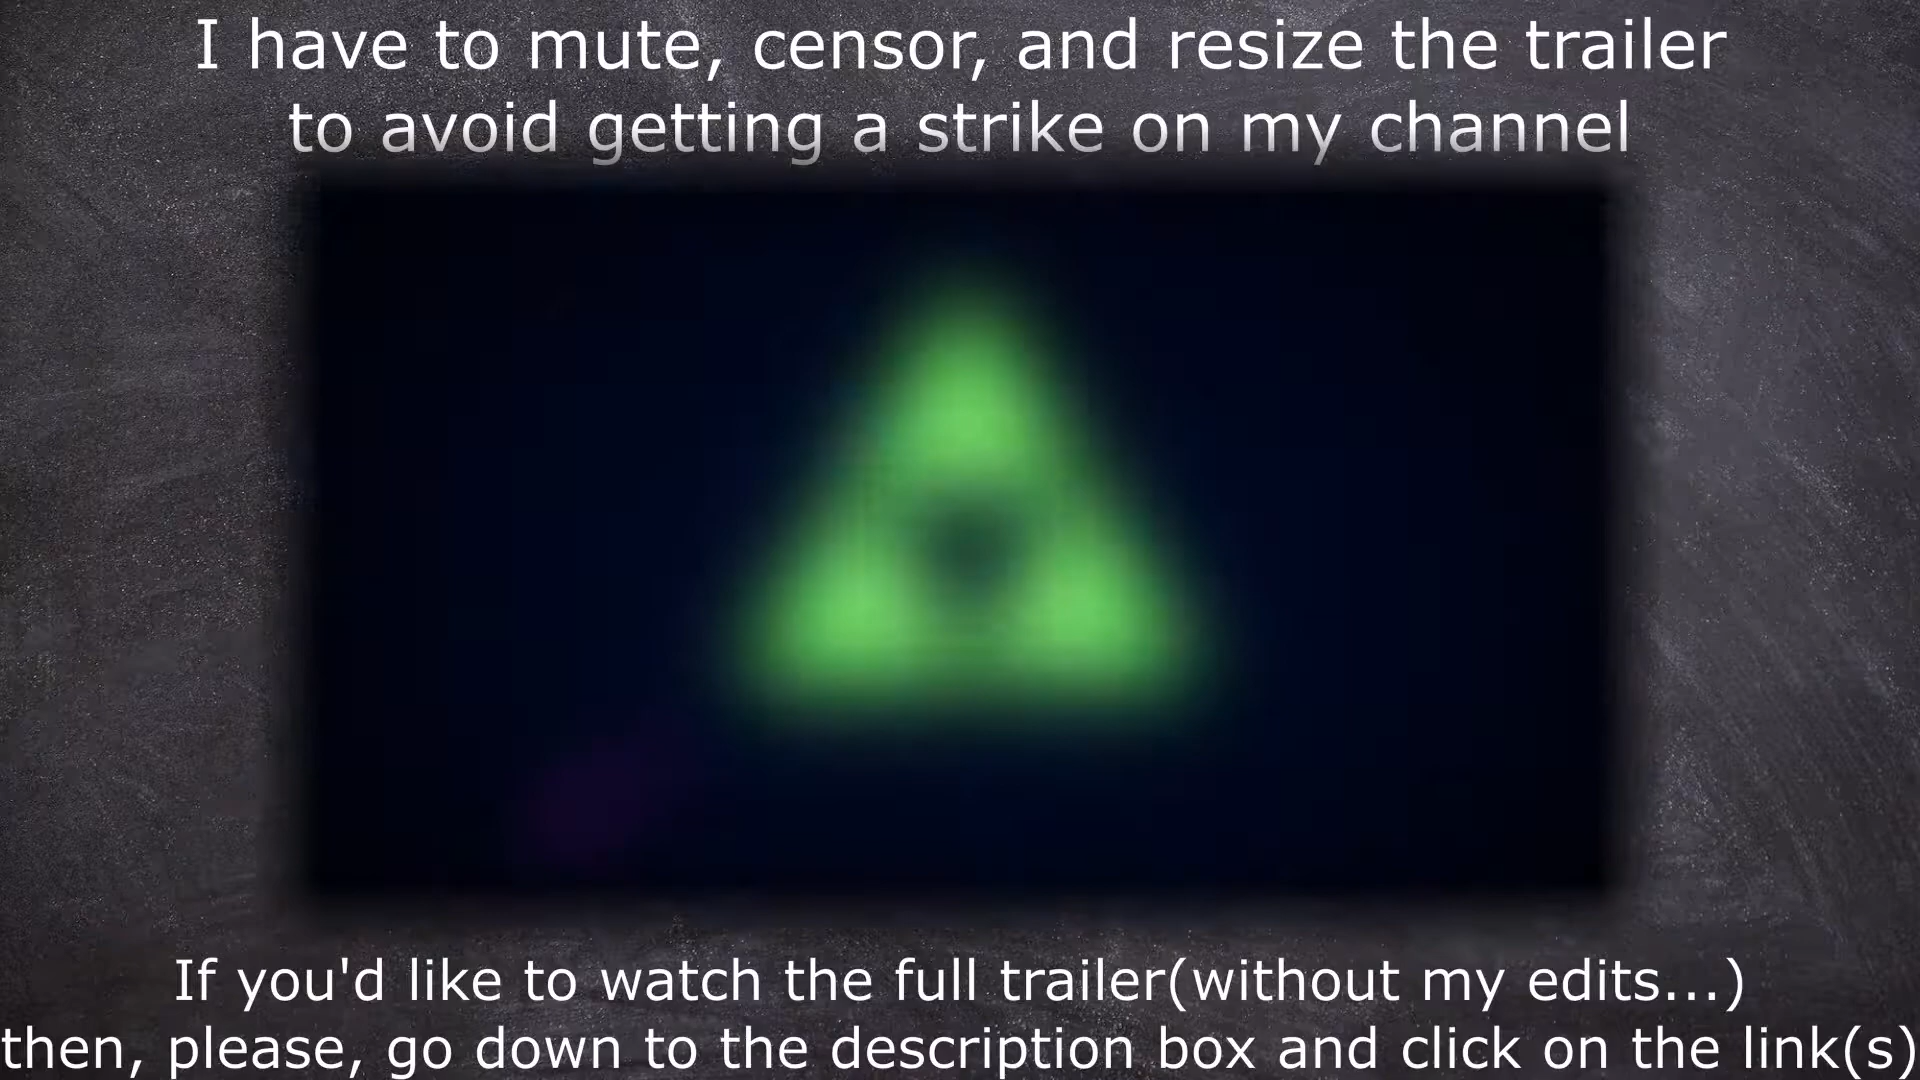 I have to mute, censor, and resize the trailer
to avoid getting a strike on my channel
If you'd like to watch the full trailer(without my edits...)
then, please, go down to the description box and click on the link(s)